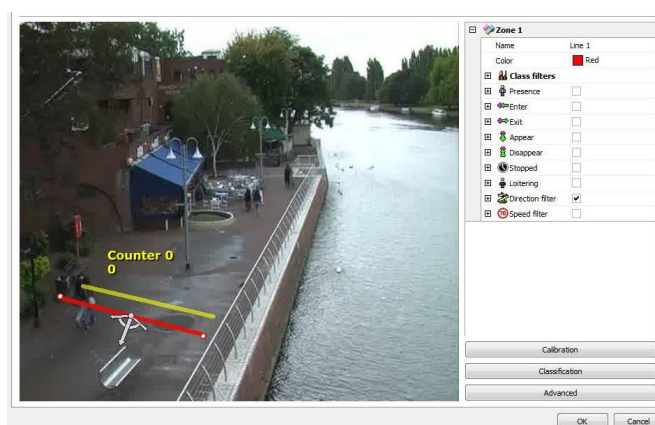 Zone 1
Name Line 1
Color Red
Class filters
Presence
Enter
Exit
Appear
Disappear
Stopped
Loitering
Direction filter
Speed filter
Counter 0
0
Calibration
Classification
Advanced
OK Cancel